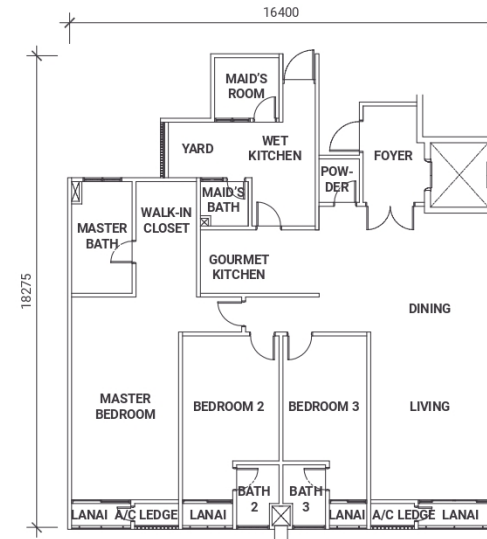 16400
MAID'S
ROOM
YARD
WET
KITCHEN
FOYER
POW-
DER
MAID'S
BATH
WALK-IN
CLOSET
MASTER
BATH
GOURMET
KITCHEN
18275
DINING
MASTER
BEDROOM
BEDROOM 2
BEDROOM 3
LIVING
BATH
2
BATH
3
LANAI
A/C LEDGE
LANAI
LANAI
A/C LEDGE
LANAI